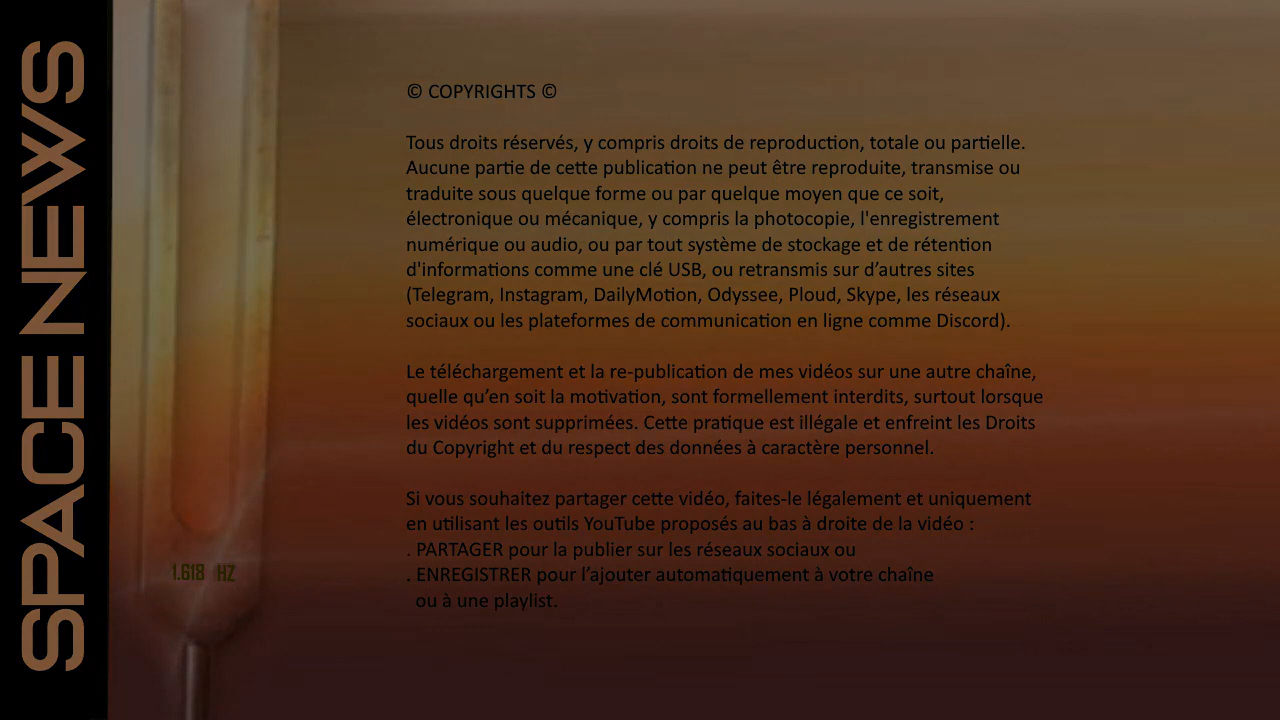 SPACE NEWS
© COPYRIGHTS ©
Tous droits réservés, y compris droits de reproduction, totale ou partielle.
Aucune partie de cette publication ne peut être reproduite, transmise ou
traduite sous quelque forme ou par quelque moyen que ce soit,
électronique ou mécanique, y compris la photocopie, l'enregistrement
numérique ou audio, ou par tout système de stockage et de rétention
d'informations comme une clé USB, ou retransmis sur d’autres sites
(Telegram, Instagram, DailyMotion, Odyssee, Ploud, Skype, les réseaux
sociaux ou les plateformes de communication en ligne comme Discord).
Le téléchargement et la re-publication de mes vidéos sur une autre chaîne,
quelle qu’en soit la motivation, sont formellement interdits, surtout lorsque
les vidéos sont supprimées. Cette pratique est illégale et enfreint les Droits
du Copyright et du respect des données à caractère personnel.
Si vous souhaitez partager cette vidéo, faites-le légalement et uniquement
en utilisant les outils YouTube proposés au bas à droite de la vidéo :
. PARTAGER pour la publier sur les réseaux sociaux ou
. ENREGISTRER pour l’ajouter automatiquement à votre chaîne
ou à une playlist.
1.618 HZ